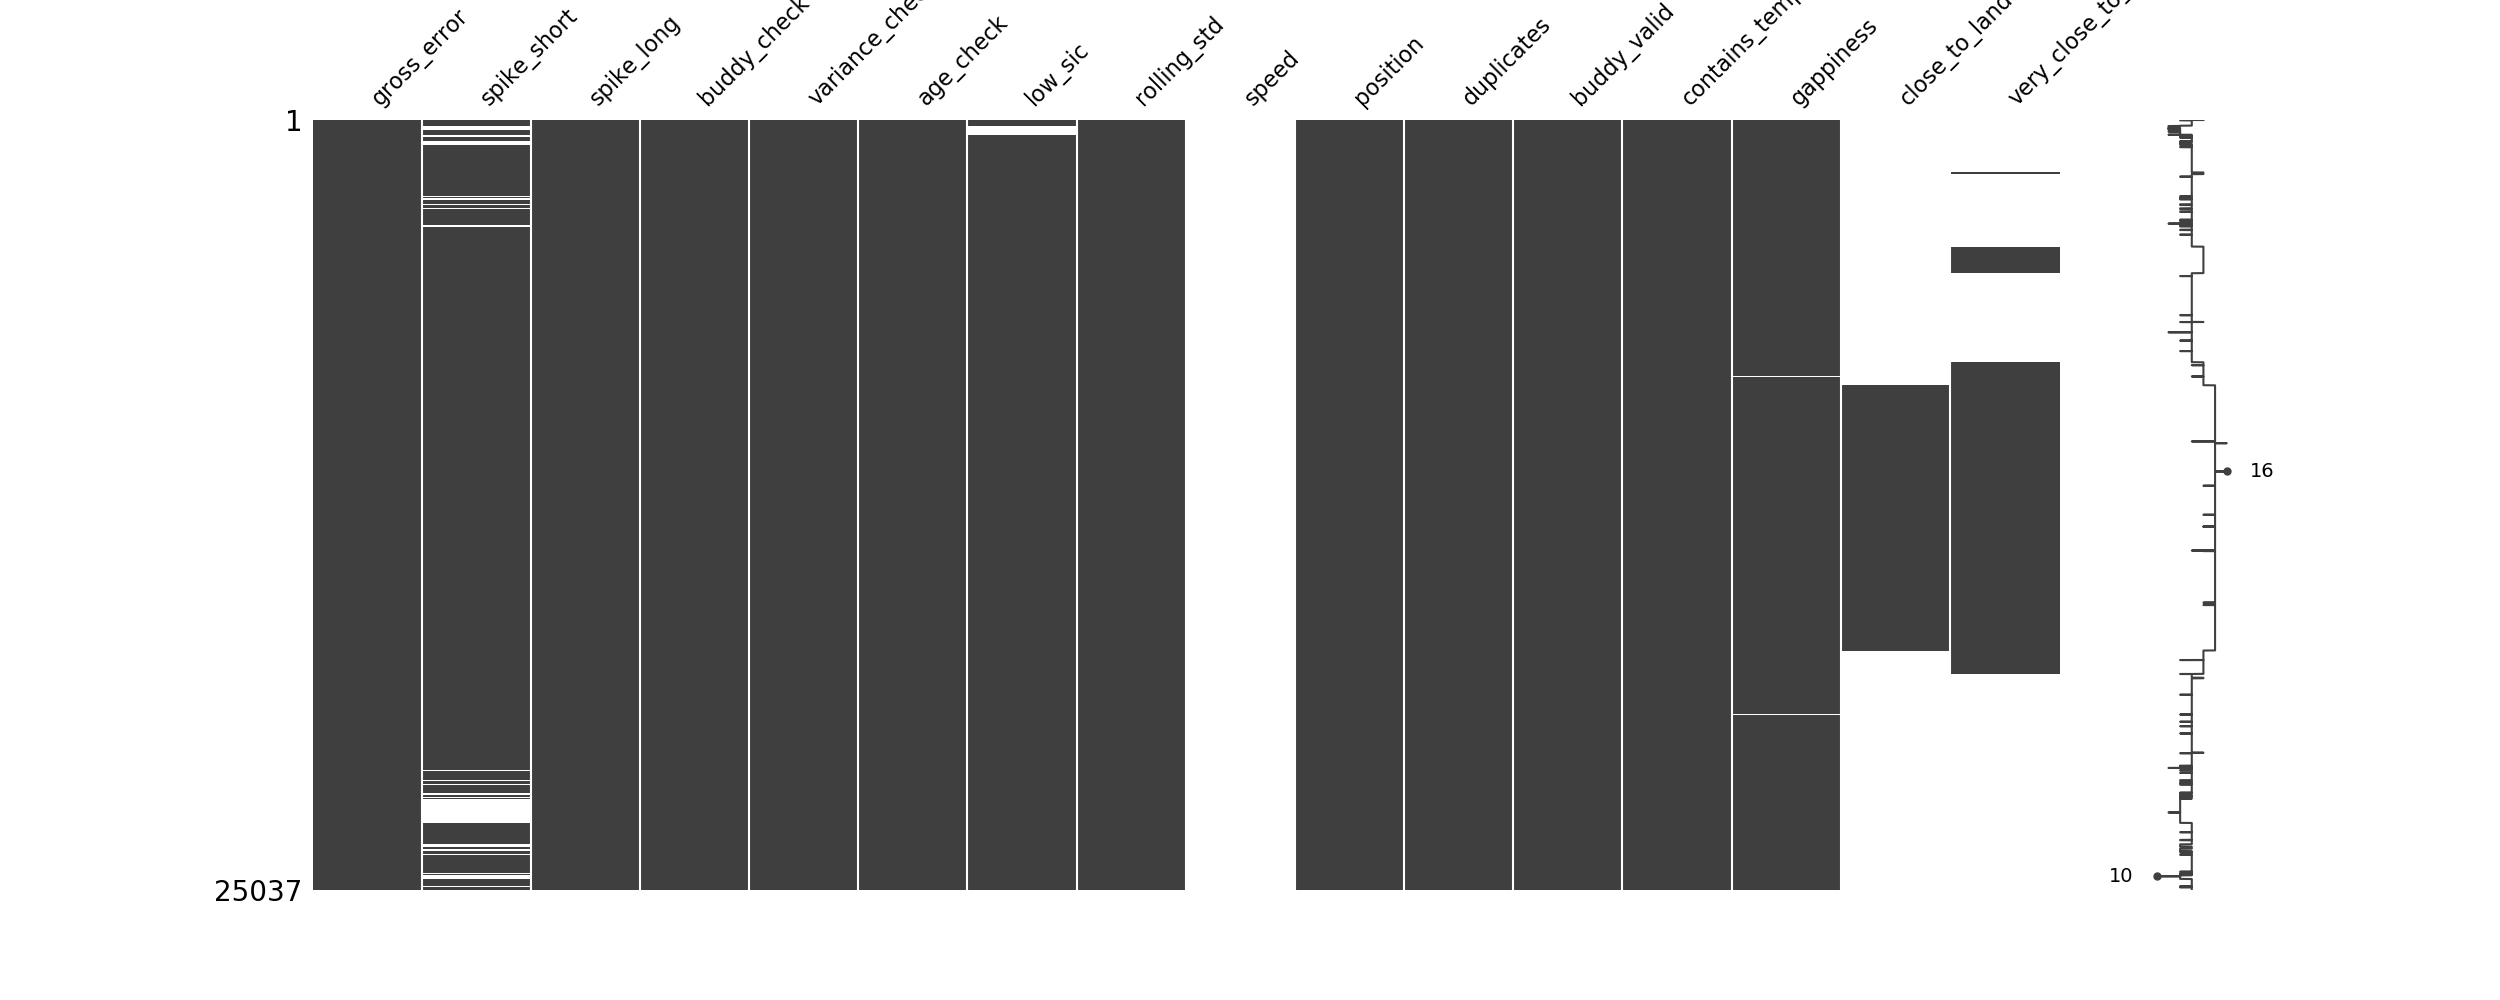 gross_error
spike_short
spike_long
buddy_check
variance_che
age_check
low_sic
rolling_std
speed
position
duplicates
buddy_valid
contains_temp
gappiness
close_to_land
very_close_to_
1
16
10
25037